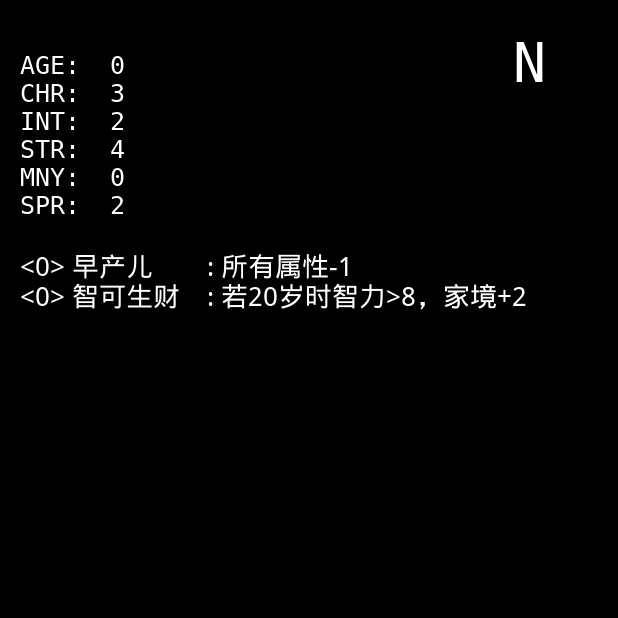 N
AGE: 0
CHR: 3
INT: 2
STR: 4
MNY: 0
SPR: 2
<0> 早产儿 : 所有属性-1
<0> 智可生财 : 若20岁时智力>8，家境+2